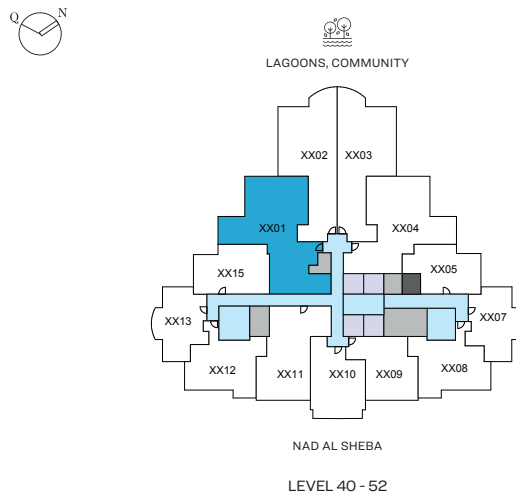 Q
N
LAGOONS, COMMUNITY
XX02
XX03
XX01
XX04
XX15
XX05
XX13
XX07
XX12
XX11
XX10
XX09
XX08
NAD AL SHEBA
LEVEL 40 - 52